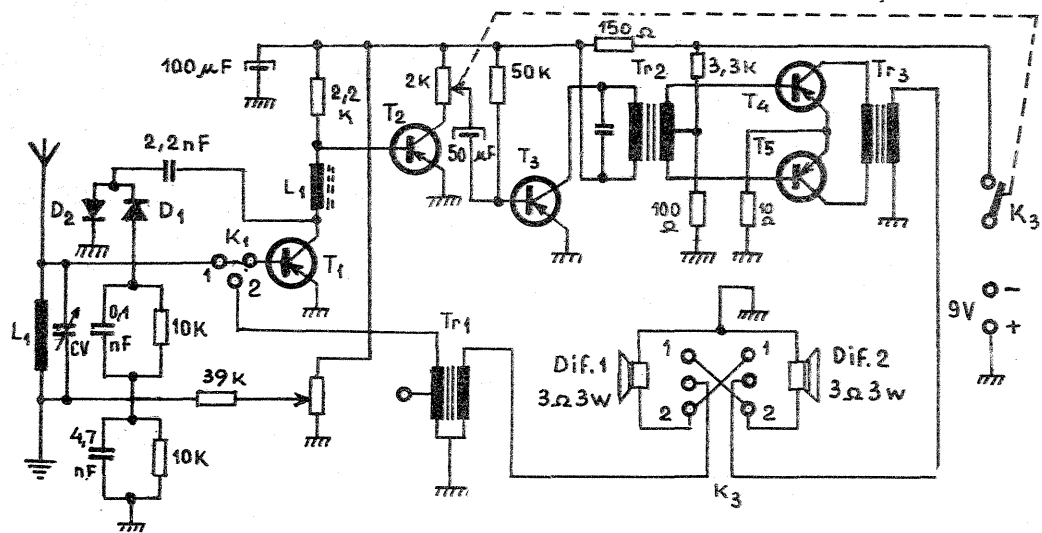 150 Ω
100 µF
2,2 K
2K
50K
Tr2
3,3K
Tr3
T2
T4
50 µF
T3
T5
2,2 nF
L1
D2
D1
K1
T1
1
2
100 Ω
10 Ω
K3
9V
-
+
L1
CV
0,1 nF
10K
Tr1
39K
4,7 nF
10K
Dif.1
3Ω 3W
1
2
1
2
Dif.2
3Ω 3W
K3